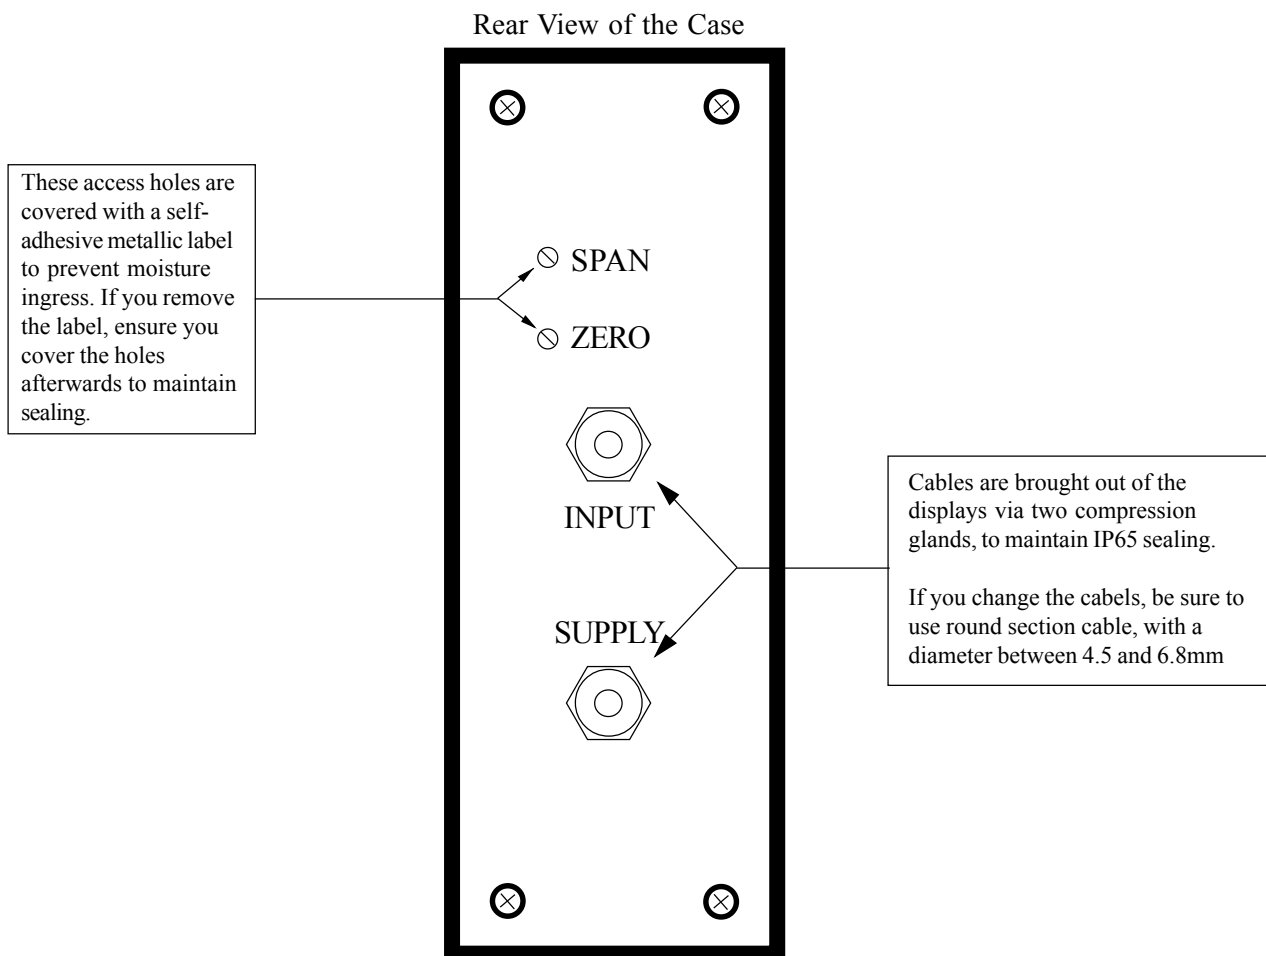 Rear View of the Case
These access holes are
covered with a self-
adhesive metallic label
to prevent moisture
ingress. If you remove
the label, ensure you
cover the holes
afterwards to maintain
sealing.
SPAN
ZERO
INPUT
SUPPLY
Cables are brought out of the
displays via two compression
glands, to maintain IP65 sealing.
If you change the cabels, be sure to
use round section cable, with a
diameter between 4.5 and 6.8mm